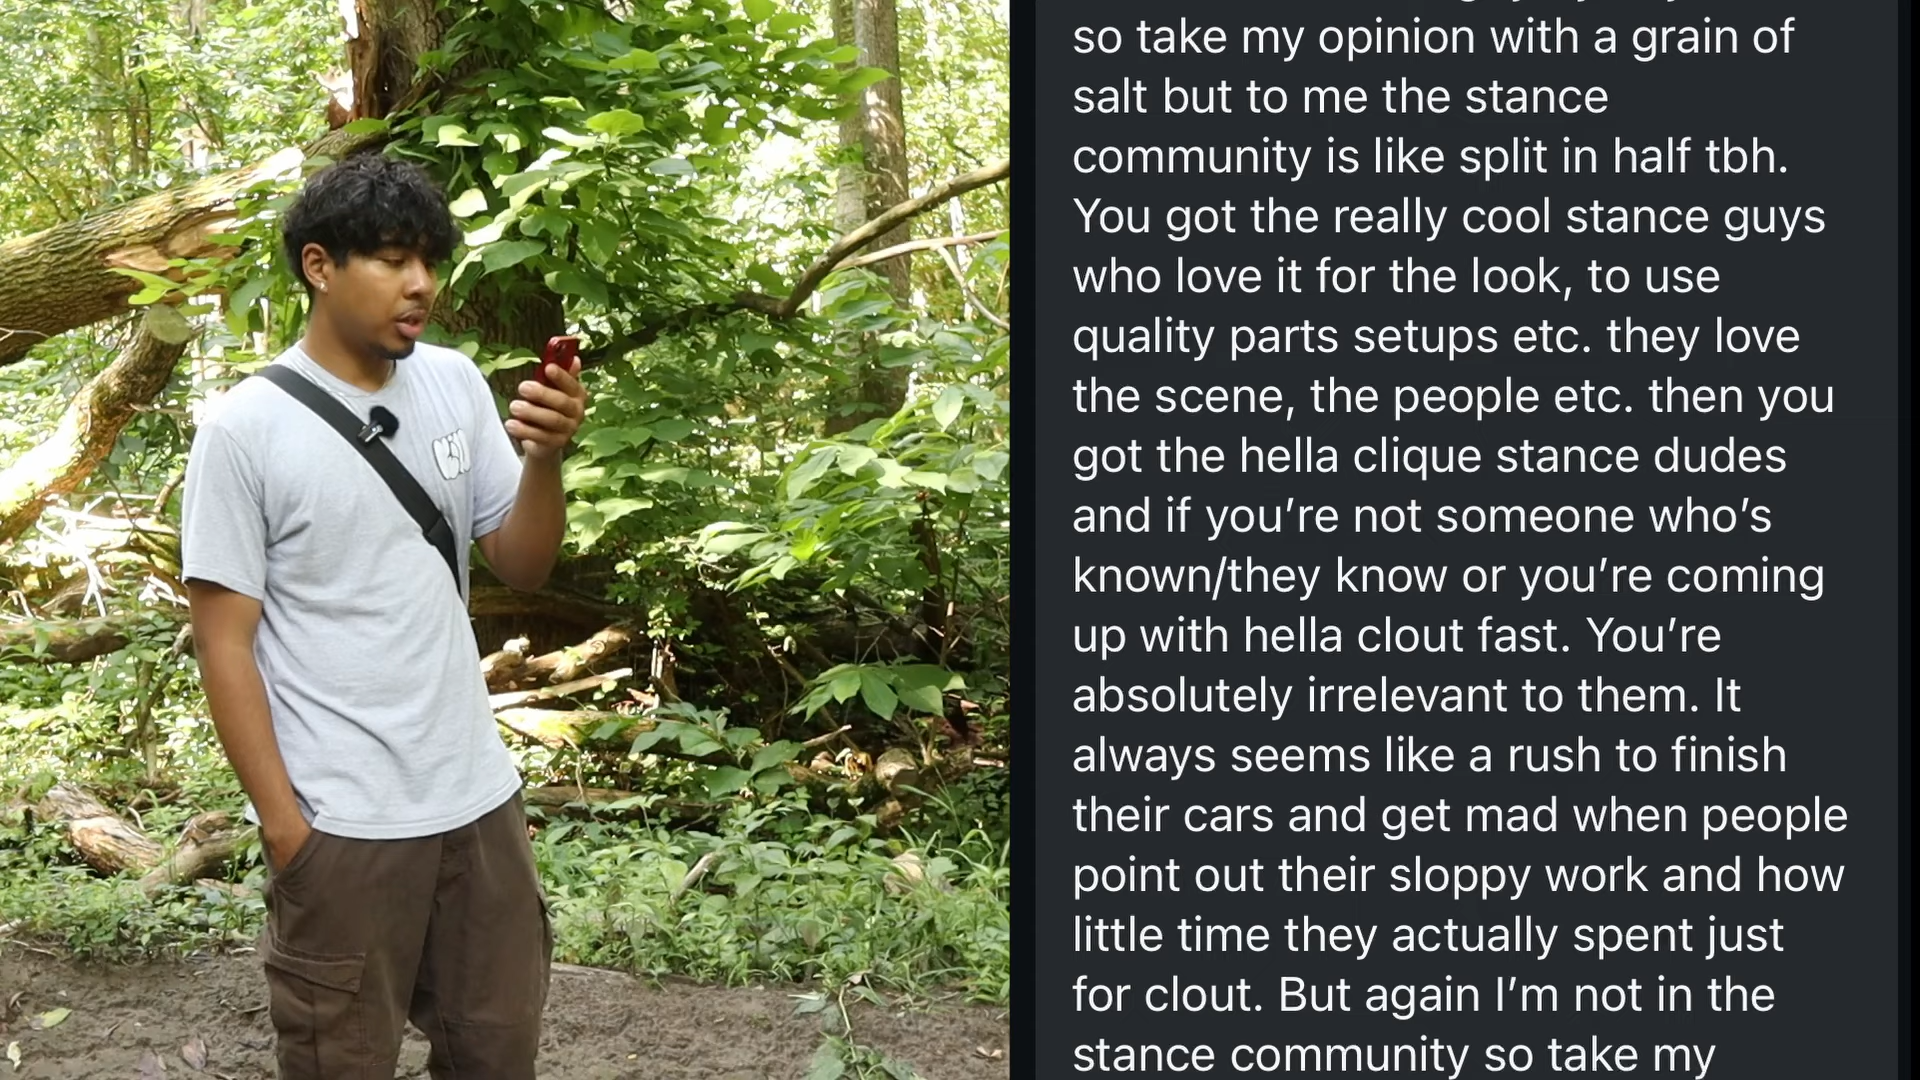 so take my opinion with a grain of
salt but to me the stance
community is like split in half tbh.
You got the really cool stance guys
who love it for the look, to use
quality parts setups etc. they love
the scene, the people etc. then you
got the hella clique stance dudes
and if you’re not someone who’s
known/they know or you’re coming
up with hella clout fast. You’re
absolutely irrelevant to them. It
always seems like a rush to finish
their cars and get mad when people
point out their sloppy work and how
little time they actually spent just
for clout. But again I’m not in the
stance community so take my